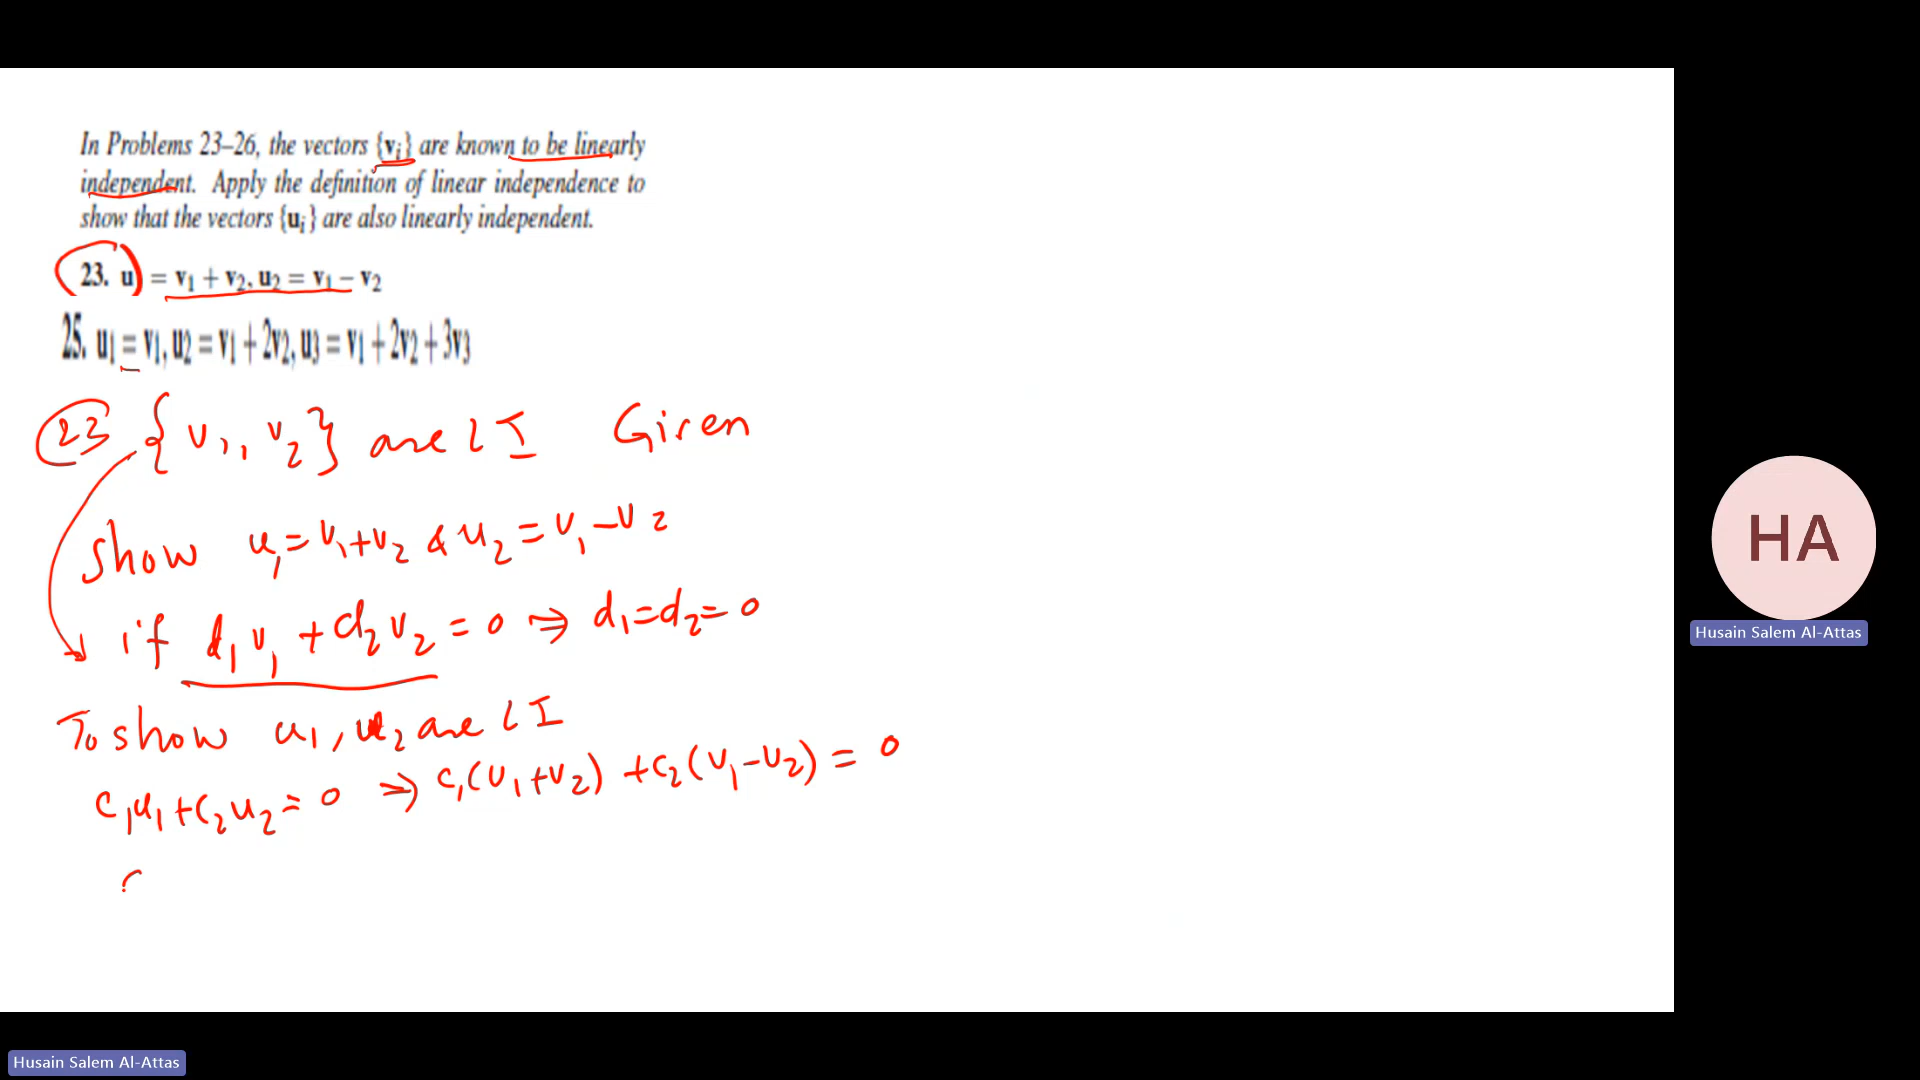 In Problems 23–26, the vectors {vᵢ} are known to be linearly
independent. Apply the definition of linear independence to
show that the vectors {uᵢ} are also linearly independent.
23. u = v₁ + v₂, u₂ = v₁ − v₂
25. u₁ = v₁, u₂ = v₁ + 2v₂, u₃ = v₁ + 2v₂ + 3v₃
23 {v₁, v₂} are LI Given
Show u₁ = v₁+v₂ & u₂ = v₁ −v₂
if d₁v₁ + d₂v₂ = 0 ⇒ d₁=d₂= 0
To show u₁, u₂ are LI
c₁u₁+c₂u₂= 0 ⇒ c₁(v₁+v₂) +c₂(v₁−v₂) = 0
HA
Husain Salem Al-Attas
Husain Salem Al-Attas